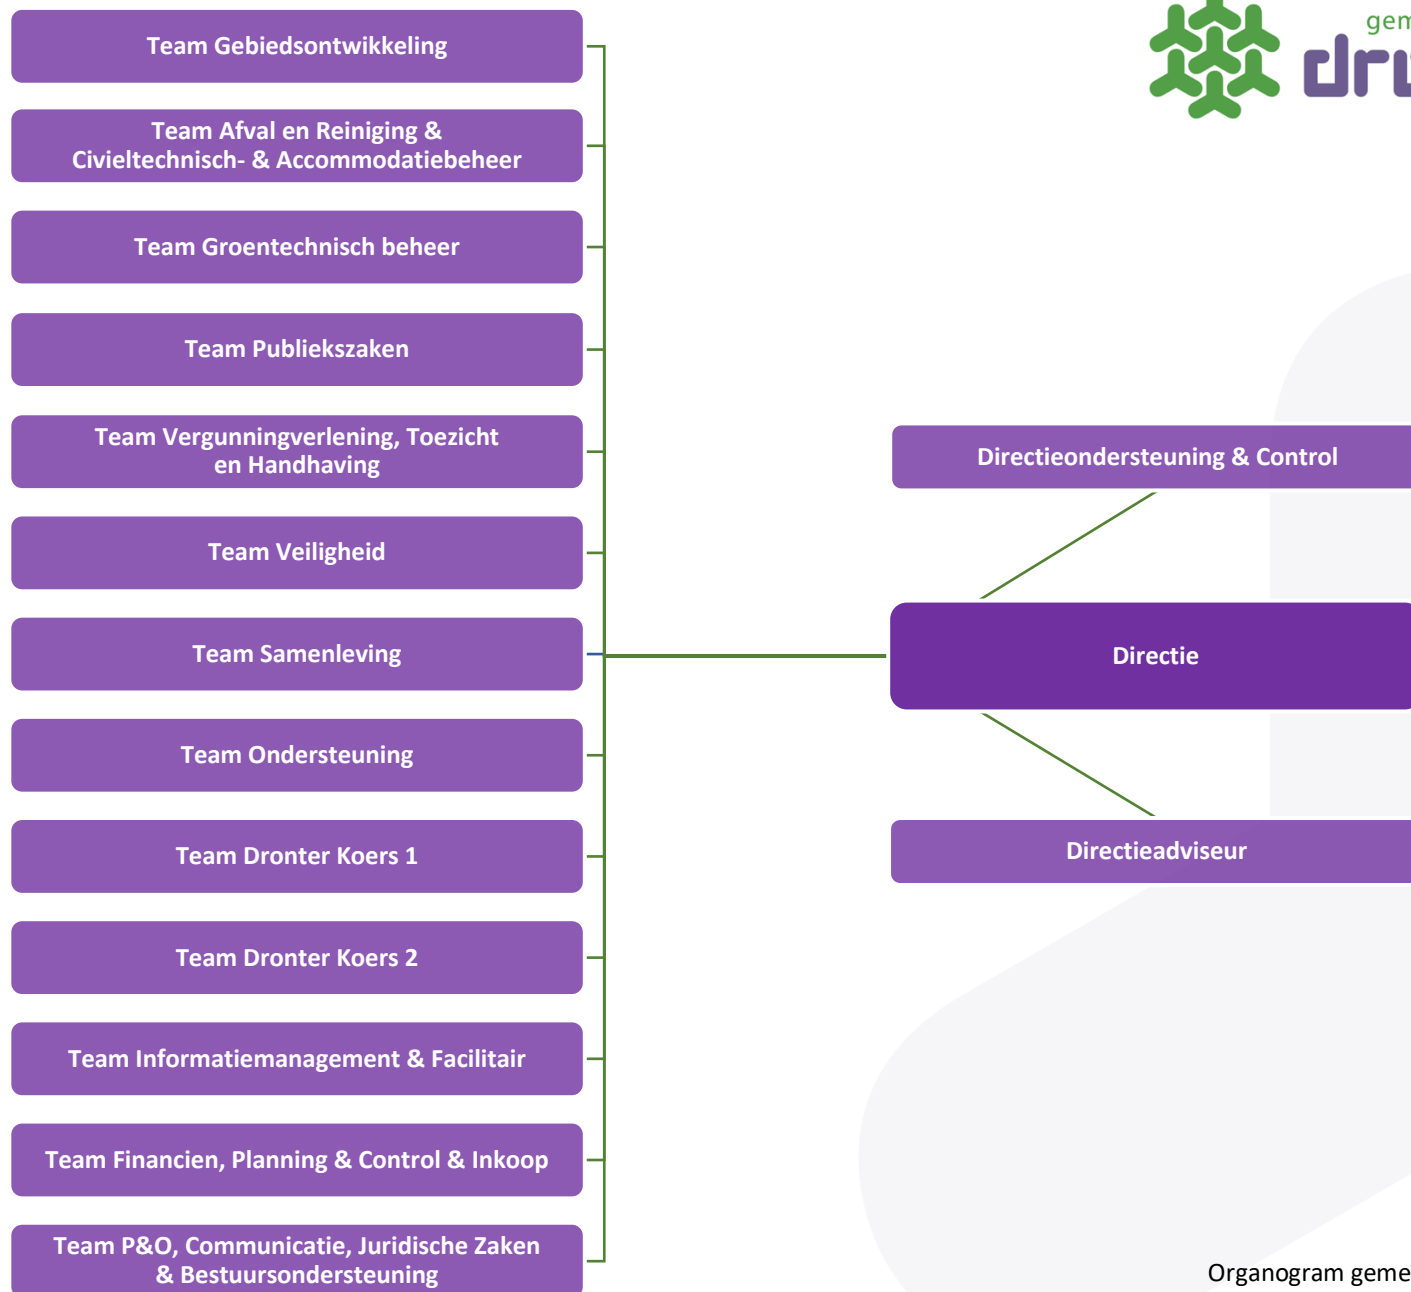 Team Gebiedsontwikkeling
Team Afval en Reiniging &
Civieltechnisch- & Accommodatiebeheer
Team Groentechnisch beheer
Team Publiekszaken
Team Vergunningverlening, Toezicht
en Handhaving
Team Veiligheid
Team Samenleving
Team Ondersteuning
Team Dronter Koers 1
Team Dronter Koers 2
Team Informatiemanagement & Facilitair
Team Financien, Planning & Control & Inkoop
Team P&O, Communicatie, Juridische Zaken
& Bestuursondersteuning
Directieondersteuning & Control
Directie
Directieadviseur
Organogram